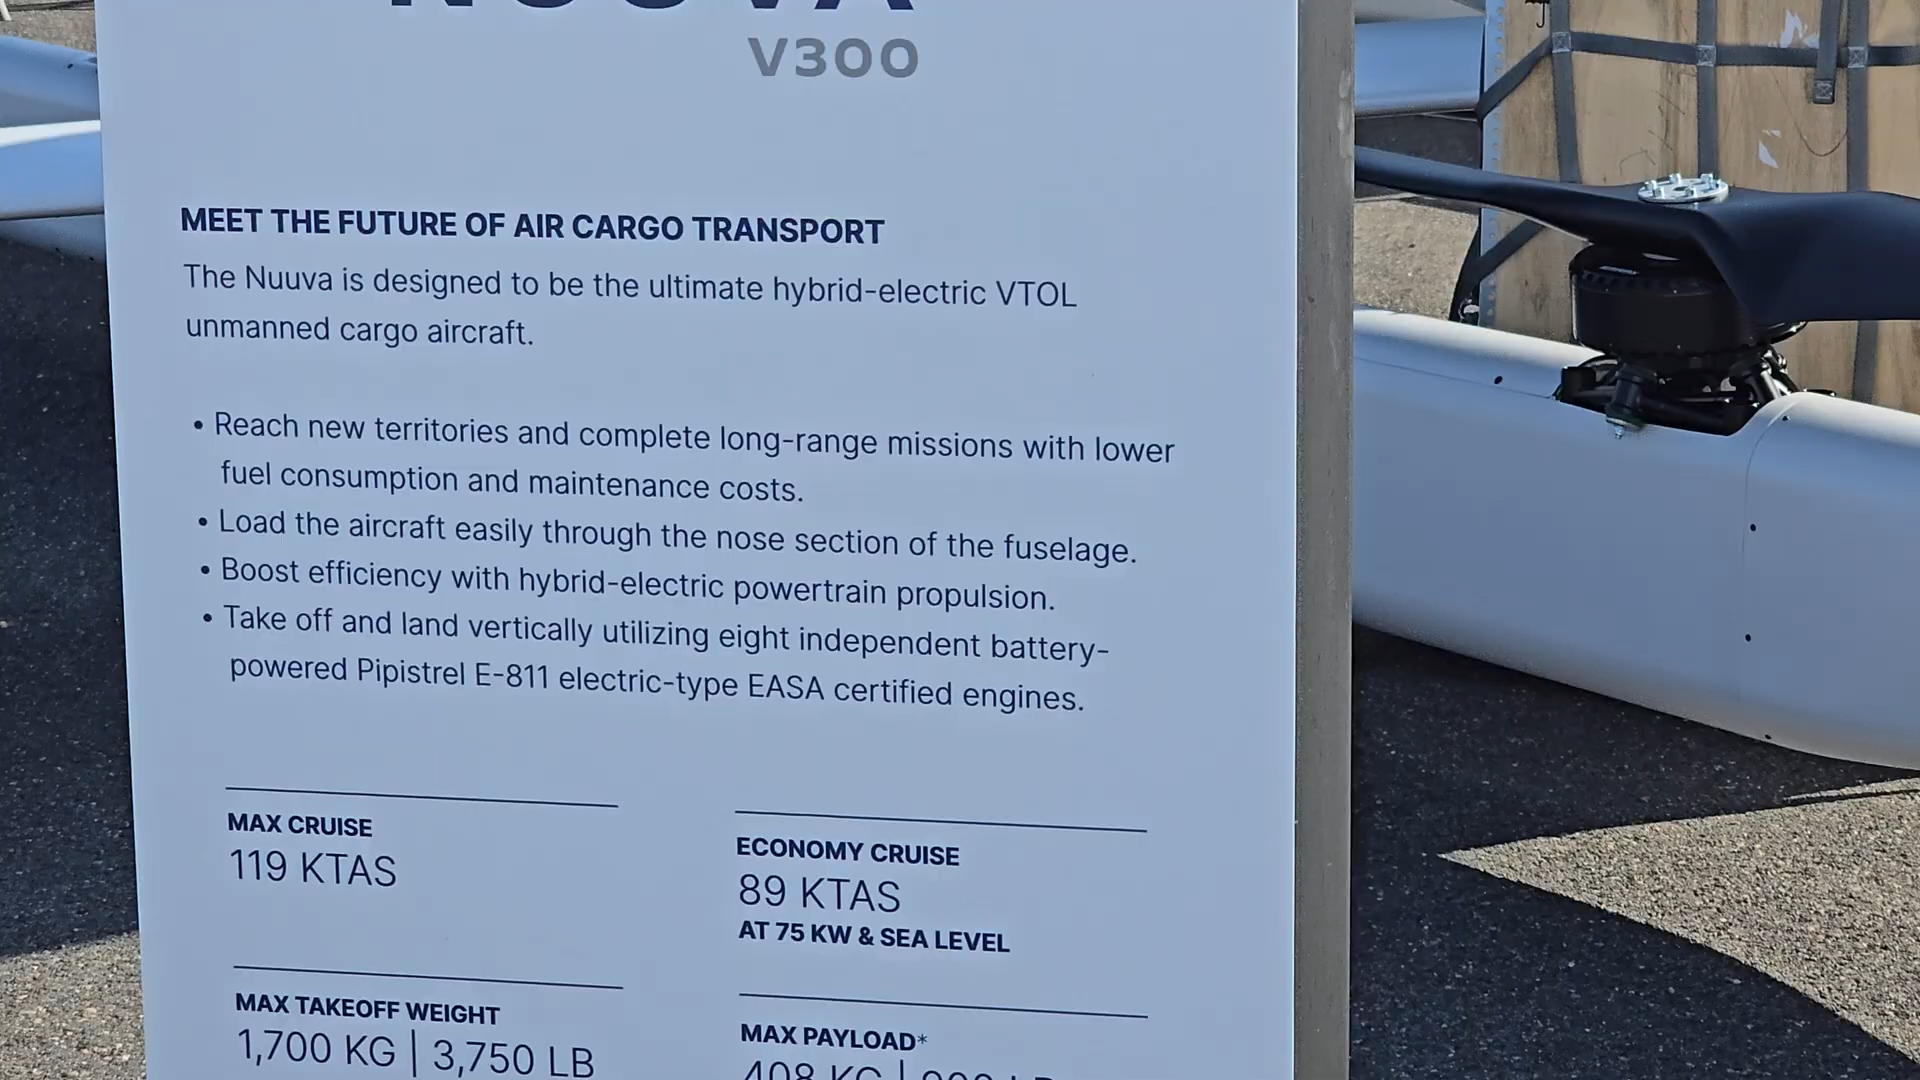 NUUVA
V300
MEET THE FUTURE OF AIR CARGO TRANSPORT
The Nuuva is designed to be the ultimate hybrid-electric VTOL
unmanned cargo aircraft.
• Reach new territories and complete long-range missions with lower
fuel consumption and maintenance costs.
• Load the aircraft easily through the nose section of the fuselage.
• Boost efficiency with hybrid-electric powertrain propulsion.
• Take off and land vertically utilizing eight independent battery-
powered Pipistrel E-811 electric-type EASA certified engines.
MAX CRUISE
119 KTAS
ECONOMY CRUISE
89 KTAS
AT 75 KW & SEA LEVEL
MAX TAKEOFF WEIGHT
1,700 KG | 3,750 LB
MAX PAYLOAD*
408 KG |